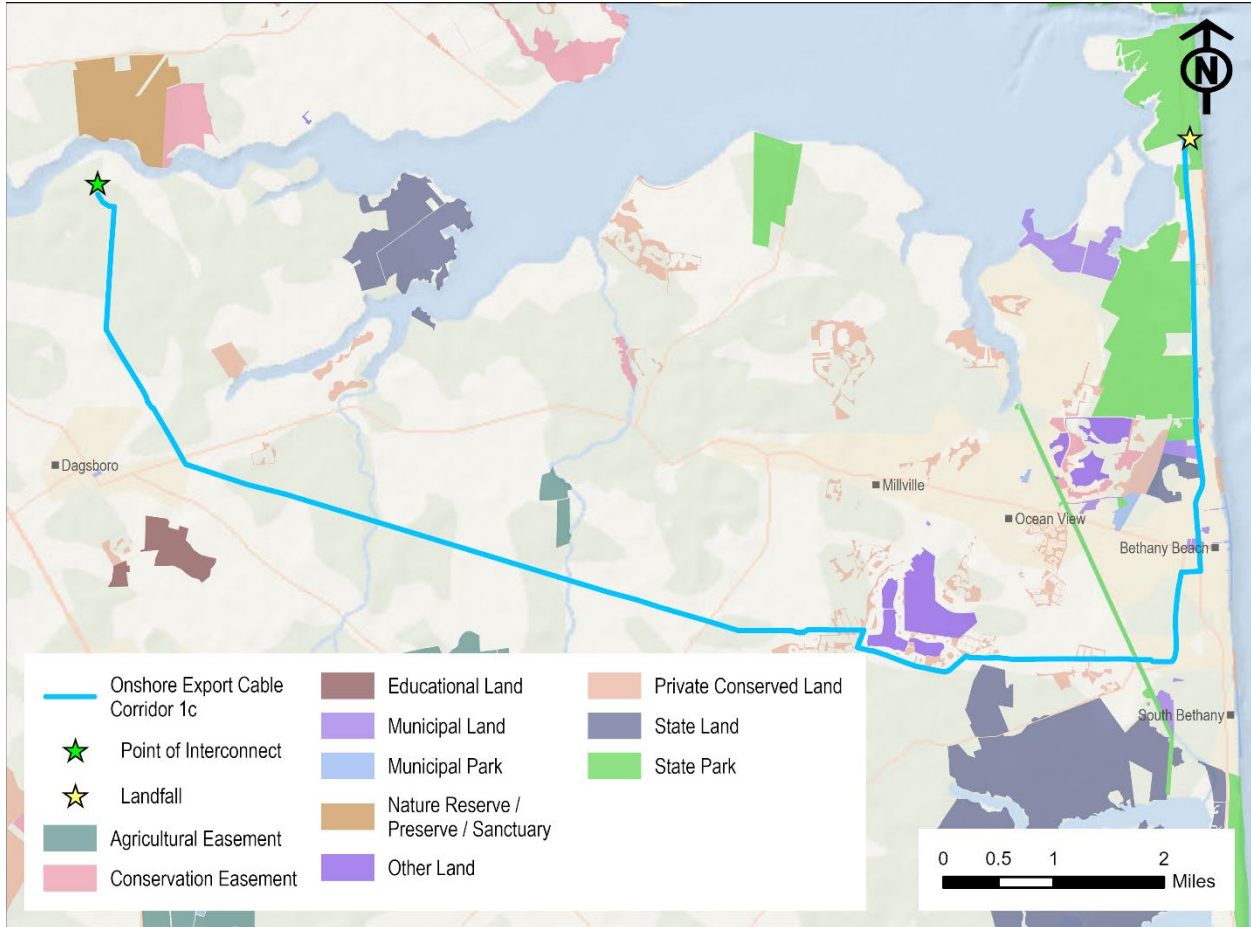 N
Dagsboro
Millville
Ocean View
Bethany Beach
South Bethany
Onshore Export Cable
Corridor 1c
Point of Interconnect
Landfall
Agricultural Easement
Conservation Easement
Educational Land
Municipal Land
Municipal Park
Nature Reserve /
Preserve / Sanctuary
Other Land
Private Conserved Land
State Land
State Park
0 0.5 1 2
Miles